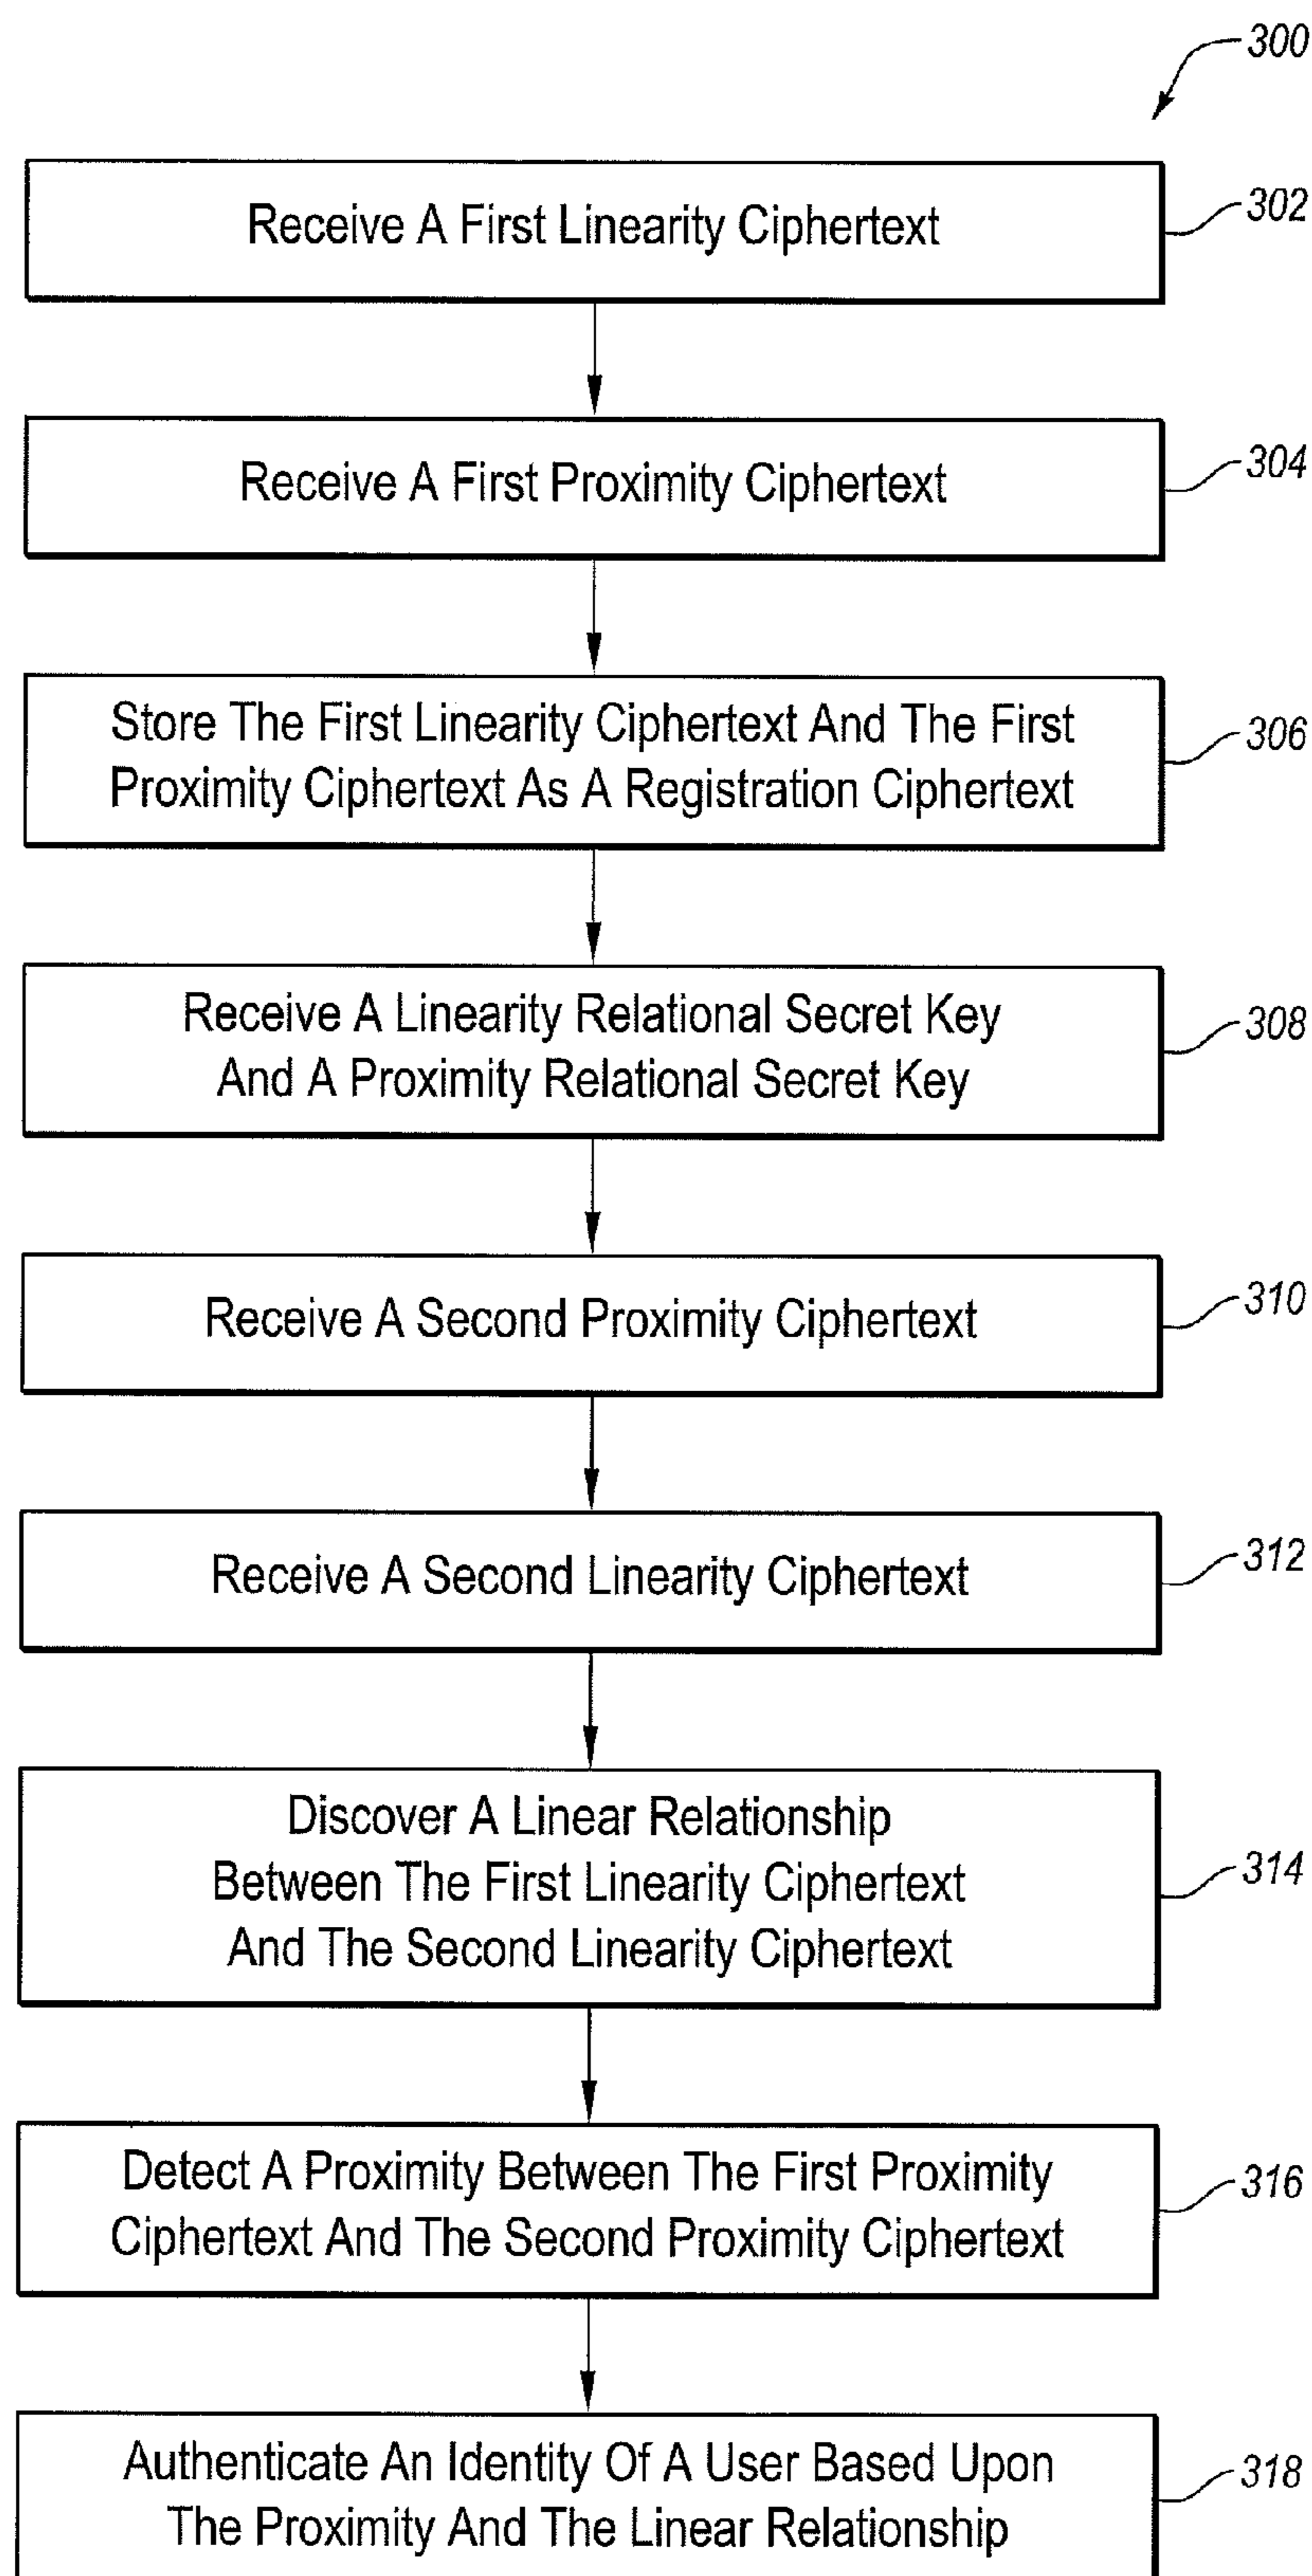 300
Receive A First Linearity Ciphertext
302
Receive A First Proximity Ciphertext
304
Store The First Linearity Ciphertext And The First
Proximity Ciphertext As A Registration Ciphertext
306
Receive A Linearity Relational Secret Key
And A Proximity Relational Secret Key
308
Receive A Second Proximity Ciphertext
310
Receive A Second Linearity Ciphertext
312
Discover A Linear Relationship
Between The First Linearity Ciphertext
And The Second Linearity Ciphertext
314
Detect A Proximity Between The First Proximity
Ciphertext And The Second Proximity Ciphertext
316
Authenticate An Identity Of A User Based Upon
The Proximity And The Linear Relationship
318